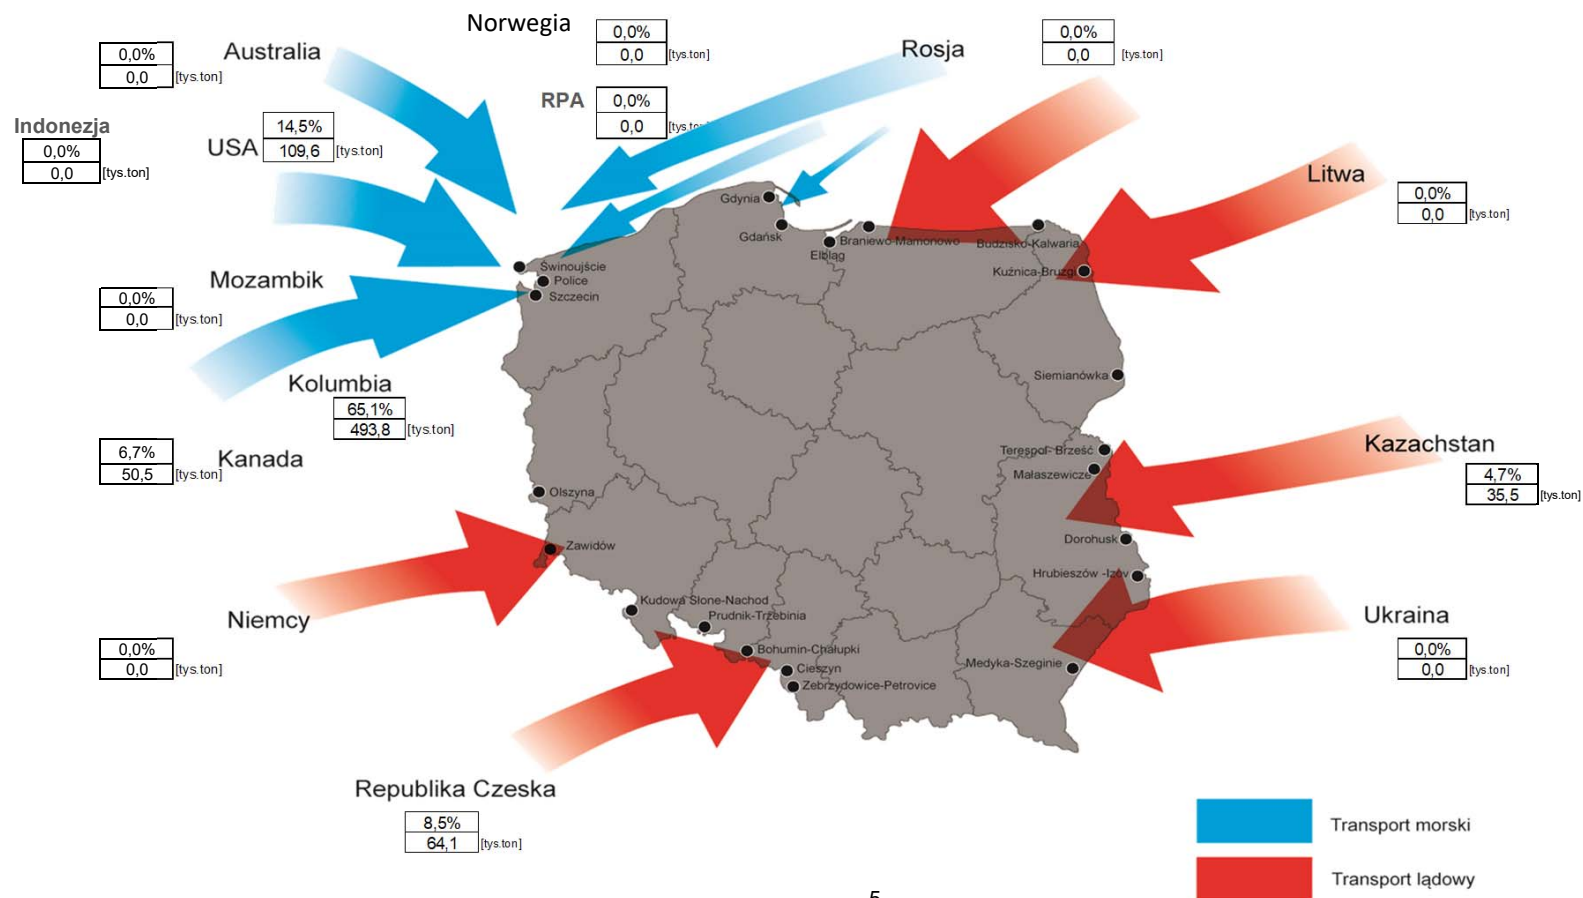 Norwegia
0,0%
0,0 [tys.ton]
Rosja
0,0%
0,0 [tys.ton]
Australia
0,0%
0,0 [tys.ton]
RPA
0,0%
0,0
Indonezja
0,0%
0,0 [tys.ton]
USA
14,5%
109,6 [tys.ton]
Litwa
0,0%
0,0 [tys.ton]
Mozambik
0,0%
0,0 [tys.ton]
Kolumbia
65,1%
493,8 [tys.ton]
Kanada
6,7%
50,5 [tys.ton]
Kazachstan
4,7%
35,5 [tys.ton]
Niemcy
0,0%
0,0 [tys.ton]
Ukraina
0,0%
0,0 [tys.ton]
Republika Czeska
8,5%
64,1 [tys.ton]
Gdynia
Gdańsk
Elbląg
Braniewo-Mamonowo
Budzisko-Kalwaria
Kuźnica-Bruzgi
Świnoujście
Police
Szczecin
Siemianówka
Terespol- Brześć
Małaszewicze
Olszyna
Dorohusk
Zawidów
Hrubieszów -Izov
Kudowa Słone-Nachod
Prudnik-Trzebinia
Bohumin-Chałupki
Cieszyn
Zebrzydowice-Petrovice
Medyka-Szeginie
Transport morski
Transport lądowy